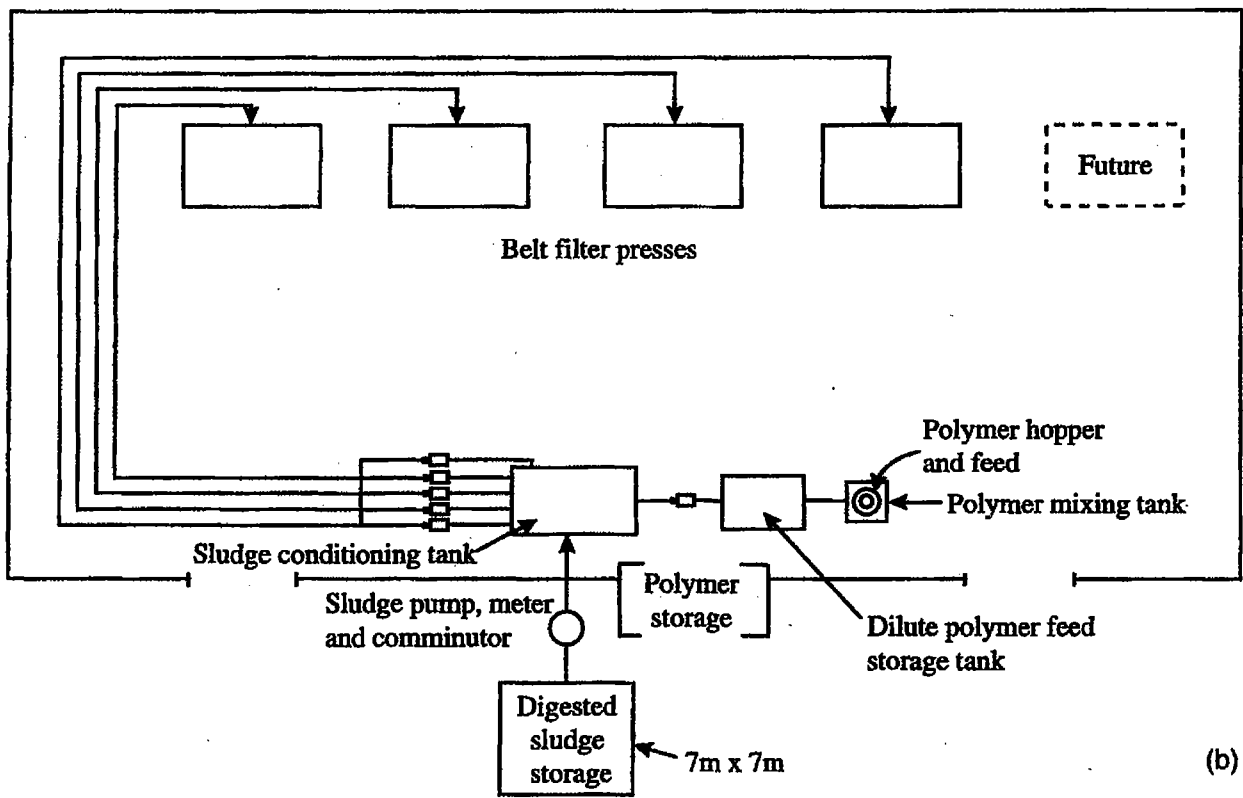 Future
Belt filter presses
Polymer hopper
and feed
Polymer mixing tank
Sludge conditioning tank
Sludge pump, meter
and comminutor
Polymer
storage
Dilute polymer feed
storage tank
Digested
sludge
storage
7m x 7m
(b)